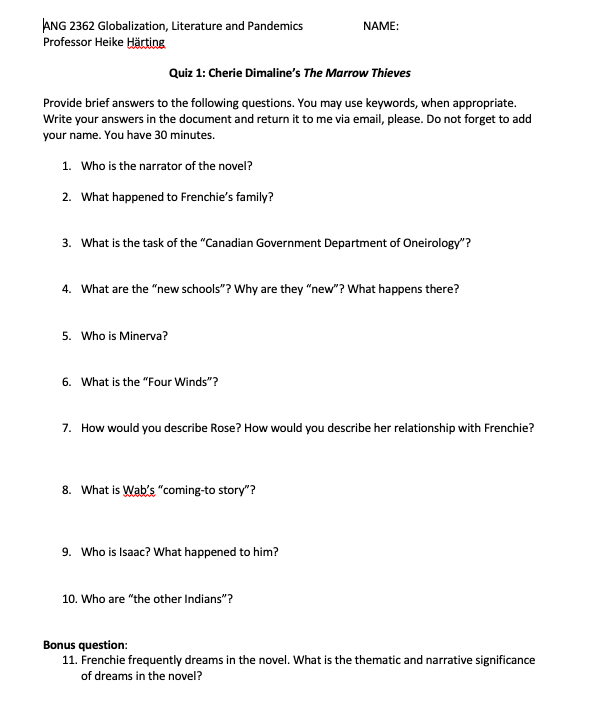 ANG 2362 Globalization, Literature and Pandemics NAME:
Professor Heike Härting
Quiz 1: Cherie Dimaline’s The Marrow Thieves
Provide brief answers to the following questions. You may use keywords, when appropriate.
Write your answers in the document and return it to me via email, please. Do not forget to add
your name. You have 30 minutes.
1. Who is the narrator of the novel?
2. What happened to Frenchie’s family?
3. What is the task of the “Canadian Government Department of Oneirology”?
4. What are the “new schools”? Why are they “new”? What happens there?
5. Who is Minerva?
6. What is the “Four Winds”?
7. How would you describe Rose? How would you describe her relationship with Frenchie?
8. What is Wab’s “coming-to story”?
9. Who is Isaac? What happened to him?
10. Who are “the other Indians”?
Bonus question:
11. Frenchie frequently dreams in the novel. What is the thematic and narrative significance
of dreams in the novel?